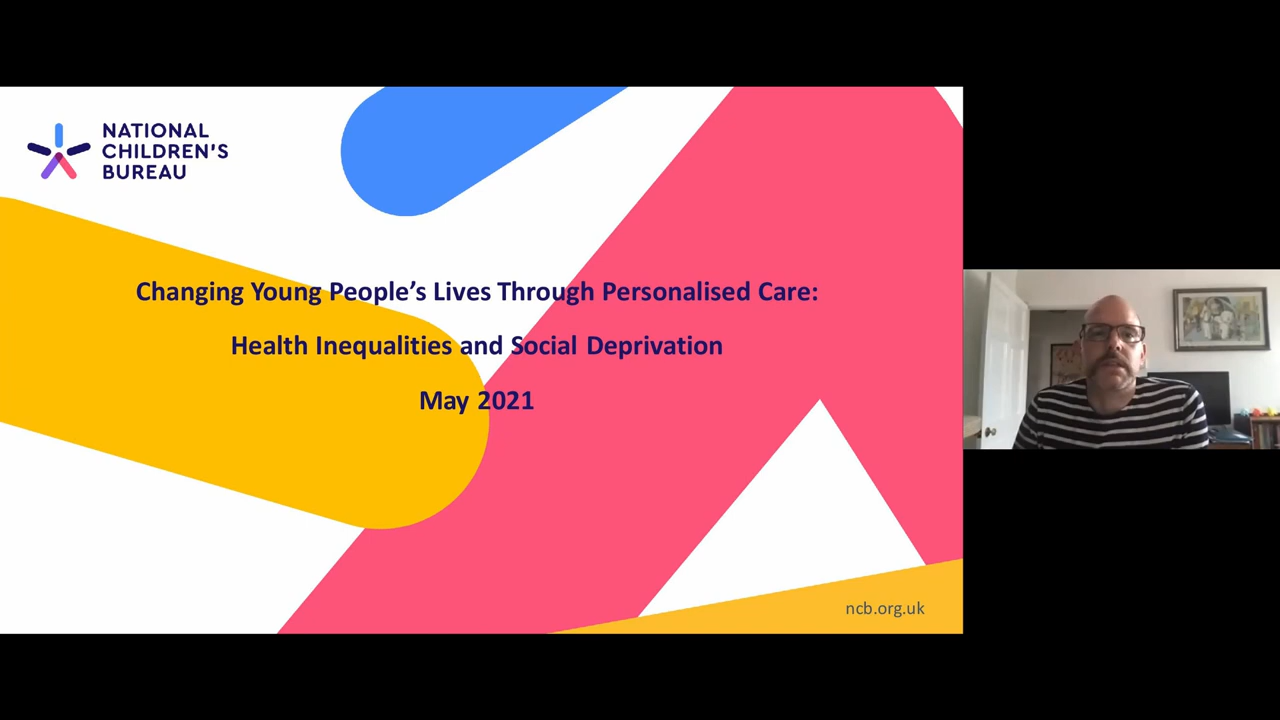 NATIONAL
CHILDREN'S
BUREAU
Changing Young People’s Lives Through Personalised Care:
Health Inequalities and Social Deprivation
May 2021
ncb.org.uk